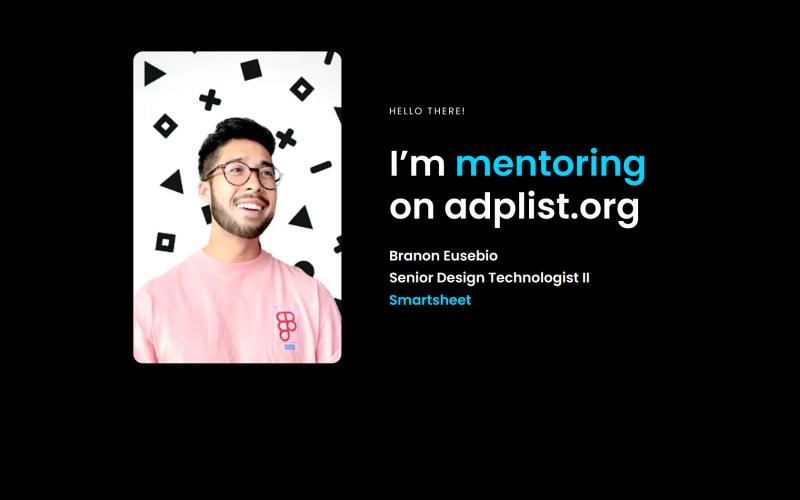 HELLO THERE!
I'm mentoring
on adplist.org
Branon Eusebio
Senior Design Technologist II
Smartsheet